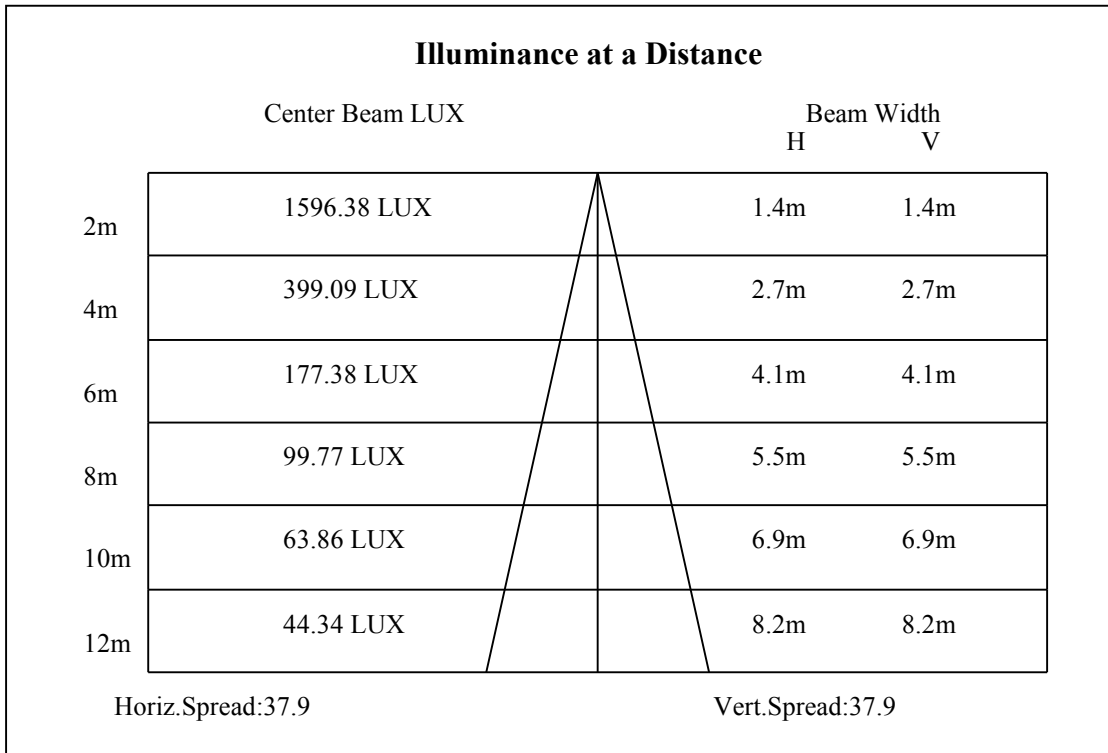 Illuminance at a Distance
Center Beam LUX Beam Width
H V
2m 1596.38 LUX 1.4m 1.4m
4m 399.09 LUX 2.7m 2.7m
6m 177.38 LUX 4.1m 4.1m
8m 99.77 LUX 5.5m 5.5m
10m 63.86 LUX 6.9m 6.9m
12m 44.34 LUX 8.2m 8.2m
Horiz.Spread:37.9 Vert.Spread:37.9